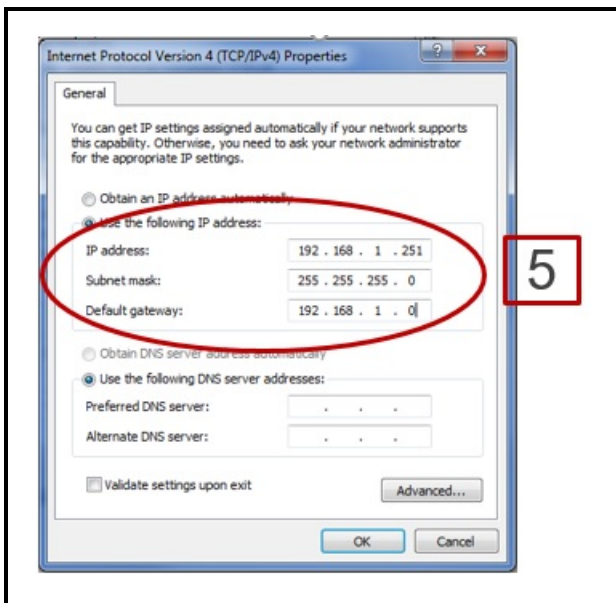 Internet Protocol Version 4 (TCP/IPv4) Properties
General
You can get IP settings assigned automatically if your network supports
this capability. Otherwise, you need to ask your network administrator
for the appropriate IP settings.
Obtain an IP address automatically
Use the following IP address:
IP address: 192 . 168 . 1 . 251
Subnet mask: 255 . 255 . 255 . 0
Default gateway: 192 . 168 . 1 . 0
5
Obtain DNS server address automatically
Use the following DNS server addresses:
Preferred DNS server: . . .
Alternate DNS server: . . .
Validate settings upon exit
Advanced...
OK Cancel